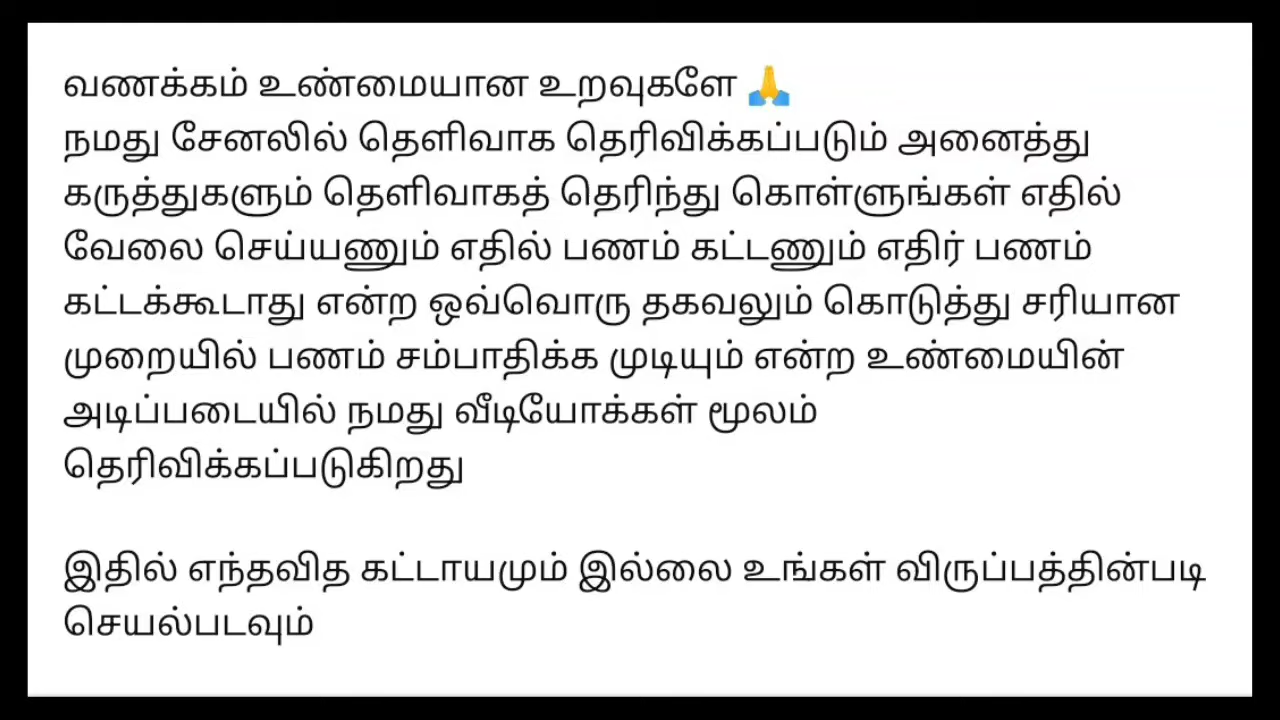 வணக்கம் உண்மையான உறவுகளே 🙏
நமது சேனலில் தெளிவாக தெரிவிக்கப்படும் அனைத்து
கருத்துகளும் தெளிவாகத் தெரிந்து கொள்ளுங்கள் எதில்
வேலை செய்யணும் எதில் பணம் கட்டணும் எதிர் பணம்
கட்டக்கூடாது என்ற ஒவ்வொரு தகவலும் கொடுத்து சரியான
முறையில் பணம் சம்பாதிக்க முடியும் என்ற உண்மையின்
அடிப்படையில் நமது வீடியோக்கள் மூலம்
தெரிவிக்கப்படுகிறது
இதில் எந்தவித கட்டாயமும் இல்லை உங்கள் விருப்பத்தின்படி
செயல்படவும்